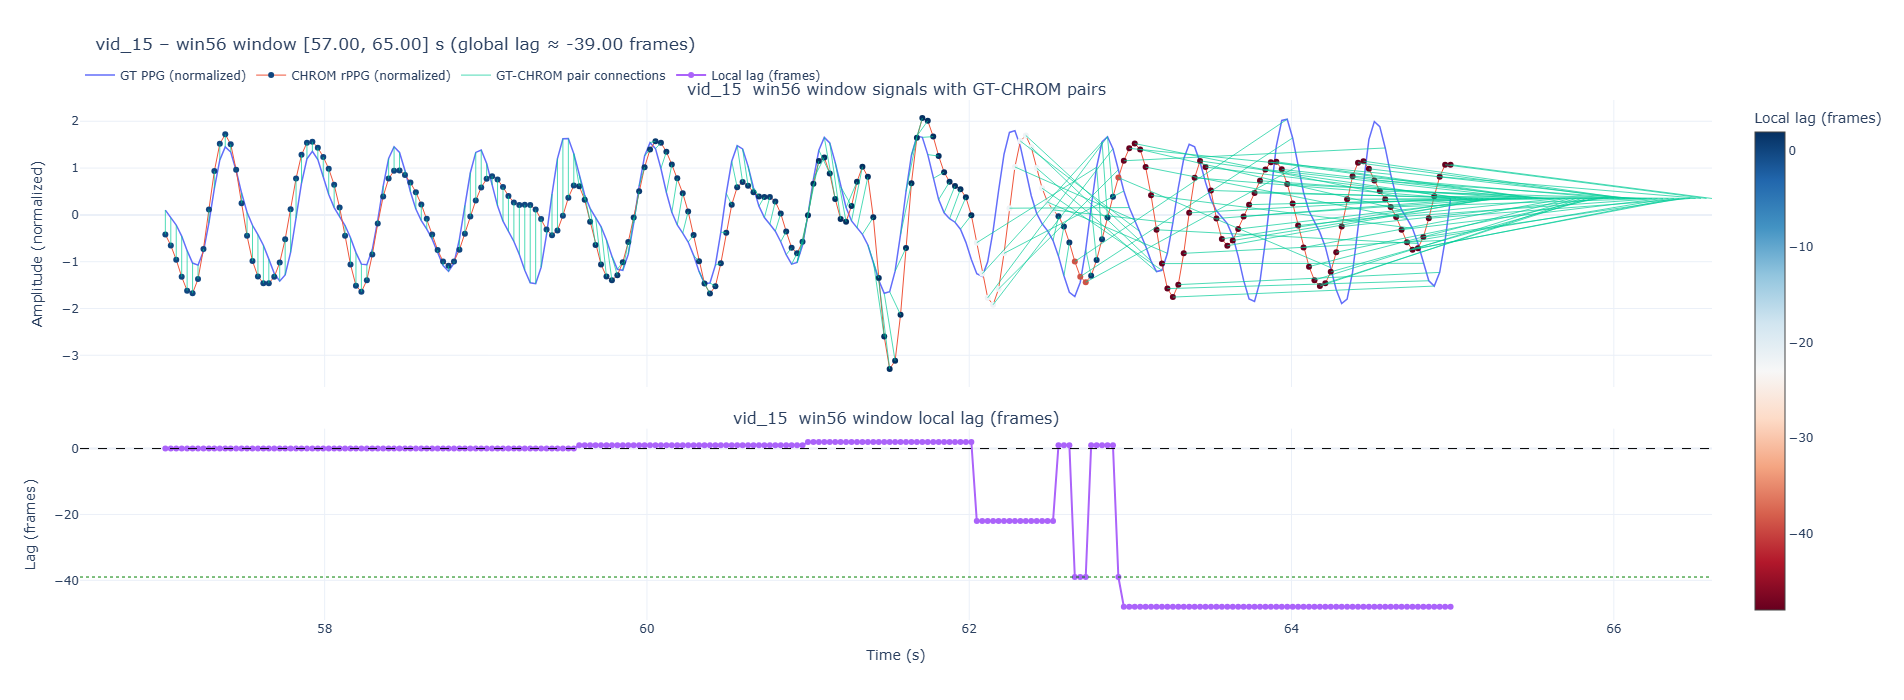 vid_15 – win56 window [57.00, 65.00] s (global lag ≈ -39.00 frames)
GT PPG (normalized) CHROM rPPG (normalized) GT-CHROM pair connections Local lag (frames)
vid_15 win56 window signals with GT-CHROM pairs
Amplitude (normalized)
2
1
0
−1
−2
−3
Local lag (frames)
0
−10
−20
−30
−40
vid_15 win56 window local lag (frames)
Lag (frames)
0
−20
−40
58 60 62 64 66
Time (s)